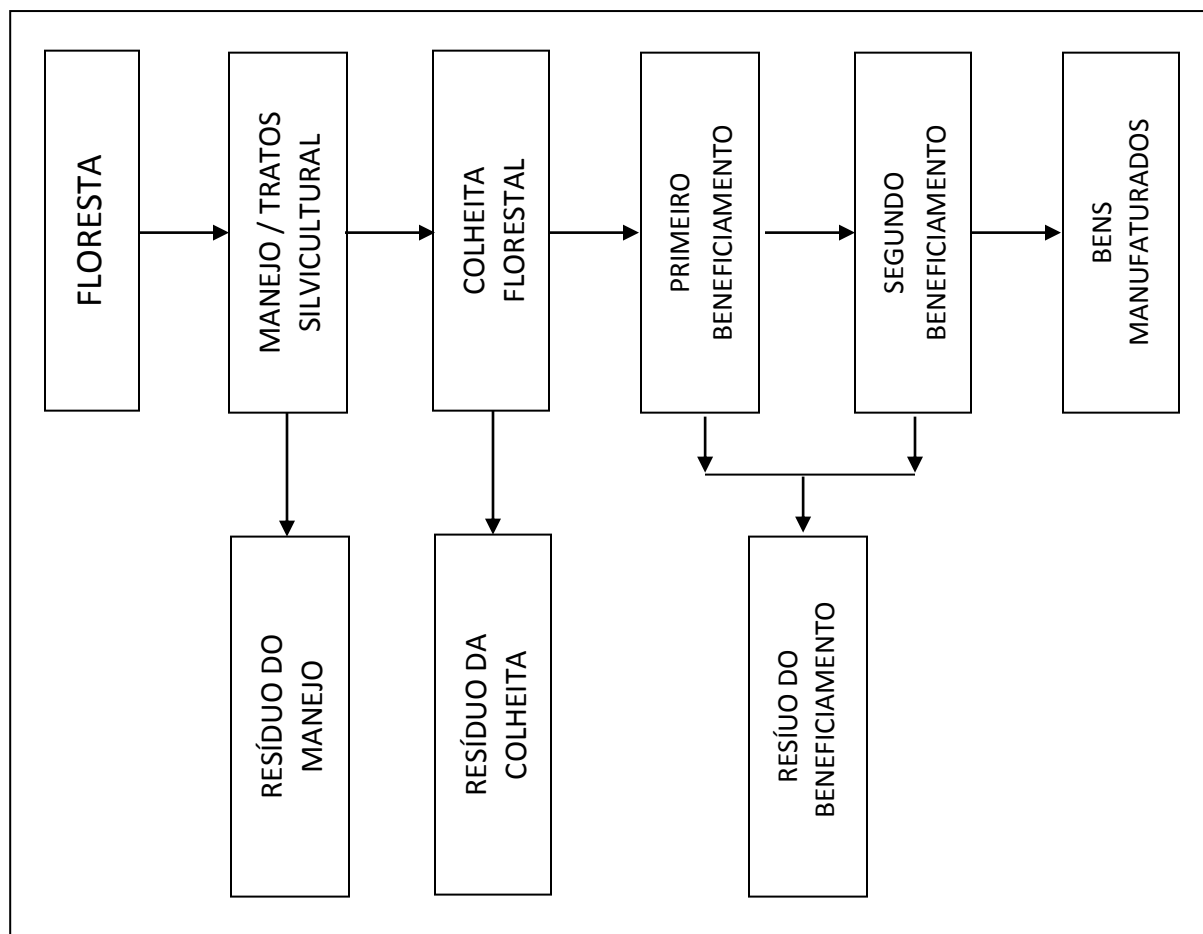 FLORESTA
MANEJO / TRATOS
SILVICULTURAL
COLHEITA
FLORESTAL
PRIMEIRO
BENEFICIAMENTO
SEGUNDO
BENEFICIAMENTO
BENS
MANUFATURADOS
RESÍDUO DO
MANEJO
RESÍDUO DA
COLHEITA
RESÍUO DO
BENEFICIAMENTO